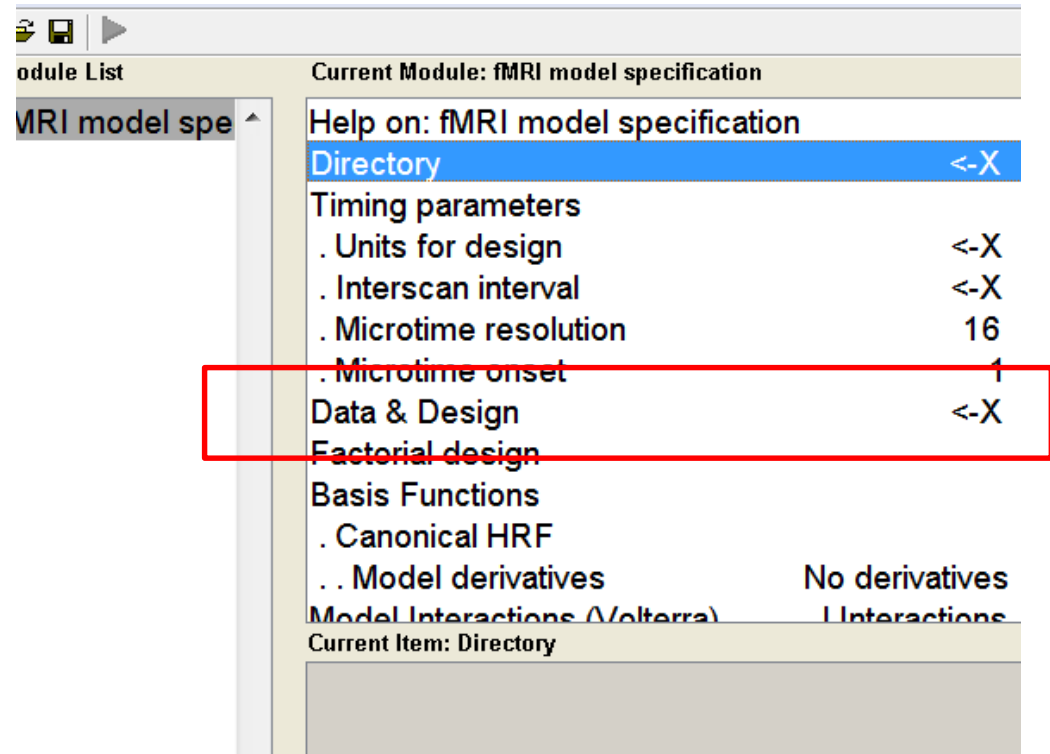 odule List
Current Module: fMRI model specification
MRI model spe
Help on: fMRI model specification
Directory <-X
Timing parameters
. Units for design <-X
. Interscan interval <-X
. Microtime resolution 16
. Microtime onset 1
Data & Design <-X
Factorial design
Basis Functions
. Canonical HRF
. . Model derivatives No derivatives
Model Interactions (Volterra) Interactions
Current Item: Directory